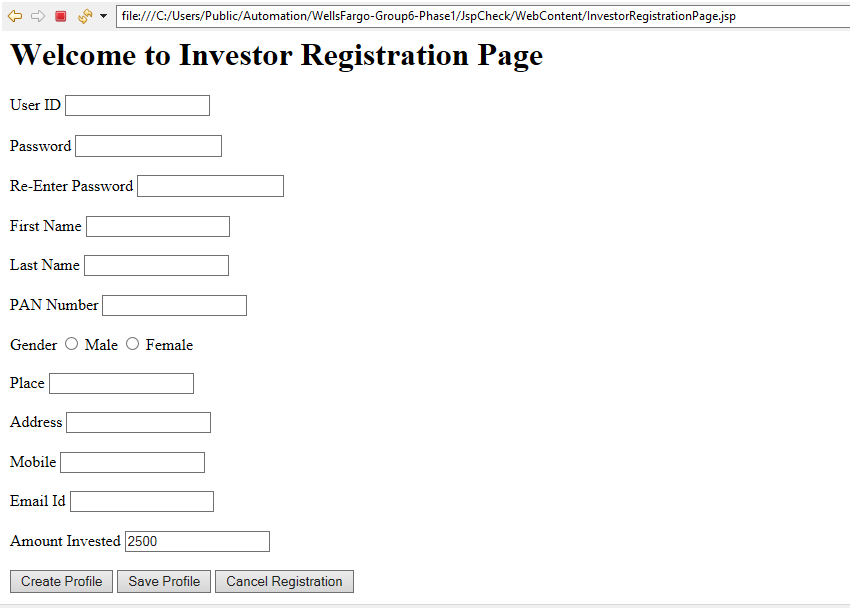 file:///C:/Users/Public/Automation/WellsFargo-Group6-Phase1/JspCheck/WebContent/InvestorRegistrationPage.jsp
Welcome to Investor Registration Page
User ID
Password
Re-Enter Password
First Name
Last Name
PAN Number
Gender Male Female
Place
Address
Mobile
Email Id
Amount Invested 2500
Create Profile Save Profile Cancel Registration